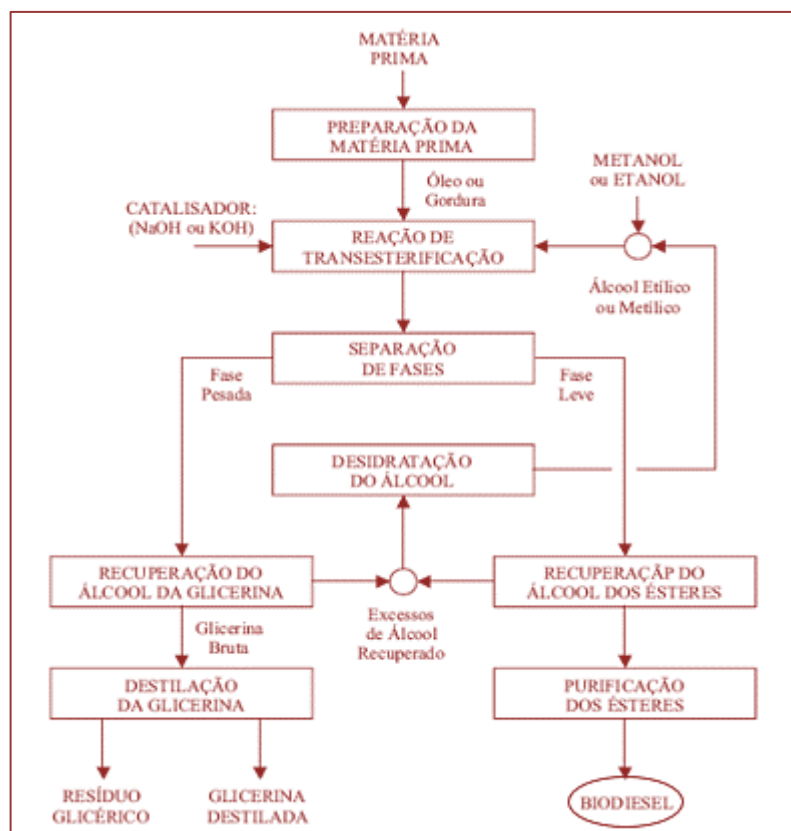 MATÉRIA
PRIMA
PREPARAÇÃO DA
MATÉRIA PRIMA
METANOL
ou ETANOL
Óleo ou
Gordura
CATALISADOR:
(NaOH ou KOH)
REAÇÃO DE
TRANSESTERIFICAÇÃO
Álcool Etílico
ou Metílico
SEPARAÇÃO
DE FASES
Fase
Pesada
Fase
Leve
DESIDRATAÇÃO
DO ÁLCOOL
RECUPERAÇÃO DO
ÁLCOOL DA GLICERINA
RECUPERAÇÃP DO
ÁLCOOL DOS ÉSTERES
Excessos
de Álcool
Recuperado
Glicerina
Bruta
DESTILAÇÃO
DA GLICERINA
PURIFICAÇÃO
DOS ÉSTERES
RESÍDUO
GLICÉRICO
GLICERINA
DESTILADA
BIODIESEL